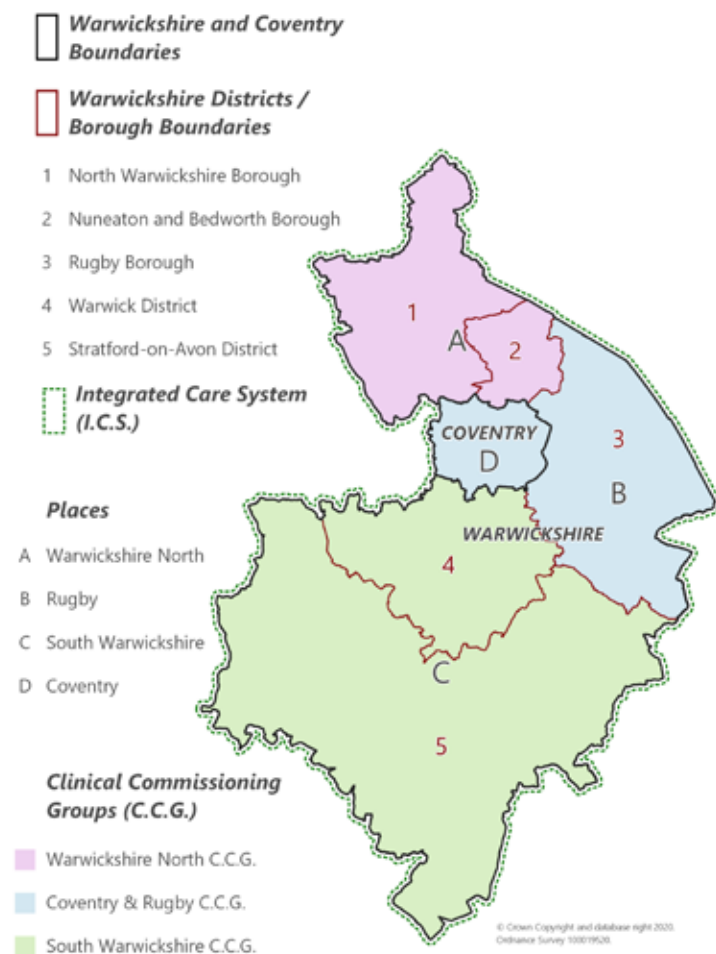 Warwickshire and Coventry
Boundaries
Warwickshire Districts /
Borough Boundaries
1 North Warwickshire Borough
2 Nuneaton and Bedworth Borough
3 Rugby Borough
4 Warwick District
5 Stratford-on-Avon District
Integrated Care System
(I.C.S.)
Places
A Warwickshire North
B Rugby
C South Warwickshire
D Coventry
Clinical Commissioning
Groups (C.C.G.)
Warwickshire North C.C.G.
Coventry & Rugby C.C.G.
South Warwickshire C.C.G.
1
A
2
COVENTRY
D
3
B
WARWICKSHIRE
4
C
5
© Crown Copyright and database right 2020.
Ordnance Survey 100019520.